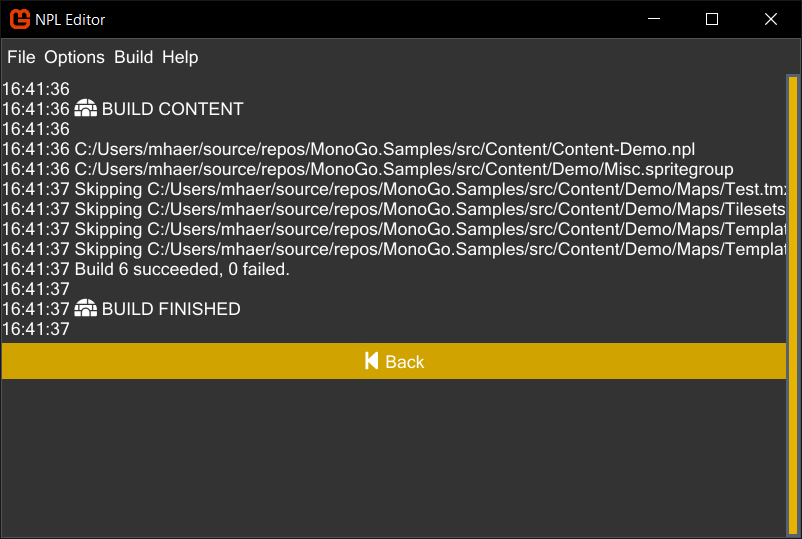 NPL Editor
File Options Build Help
16:41:36
16:41:36 BUILD CONTENT
16:41:36
16:41:36 C:/Users/mhaer/source/repos/MonoGo.Samples/src/Content/Content-Demo.npl
16:41:36 C:/Users/mhaer/source/repos/MonoGo.Samples/src/Content/Demo/Misc.spritegroup
16:41:37 Skipping C:/Users/mhaer/source/repos/MonoGo.Samples/src/Content/Demo/Maps/Test.tmx
16:41:37 Skipping C:/Users/mhaer/source/repos/MonoGo.Samples/src/Content/Demo/Maps/Tilesets
16:41:37 Skipping C:/Users/mhaer/source/repos/MonoGo.Samples/src/Content/Demo/Maps/Templat
16:41:37 Skipping C:/Users/mhaer/source/repos/MonoGo.Samples/src/Content/Demo/Maps/Templat
16:41:37 Build 6 succeeded, 0 failed.
16:41:37
16:41:37 BUILD FINISHED
16:41:37
Back